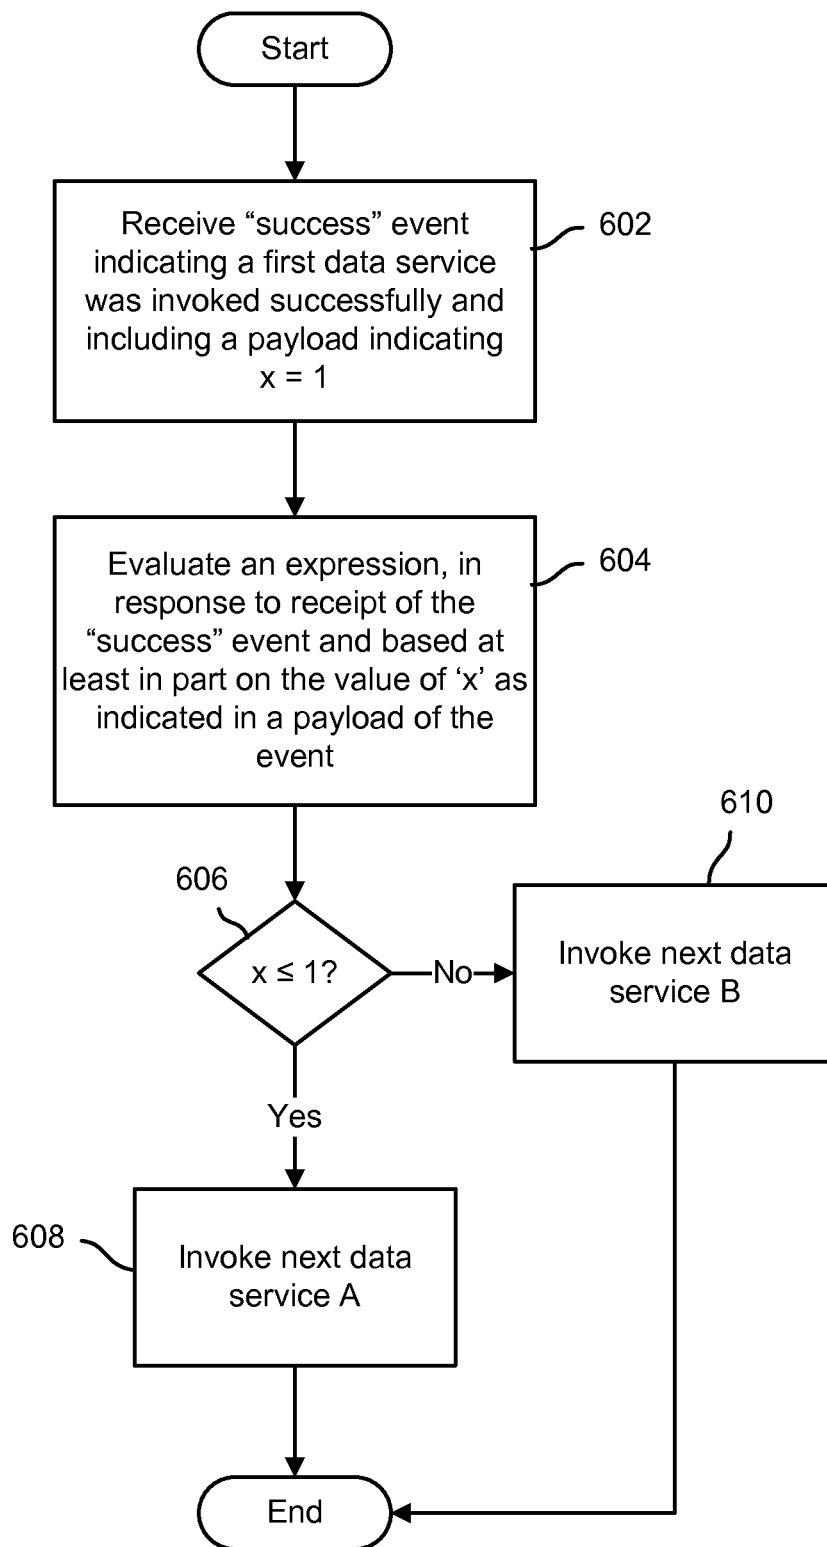 Start
Receive “success” event
indicating a first data service
was invoked successfully and
including a payload indicating
x = 1
602
Evaluate an expression, in
response to receipt of the
“success” event and based at
least in part on the value of ‘x’ as
indicated in a payload of the
event
604
606
x ≤ 1?
No
610
Invoke next data
service B
Yes
608
Invoke next data
service A
End